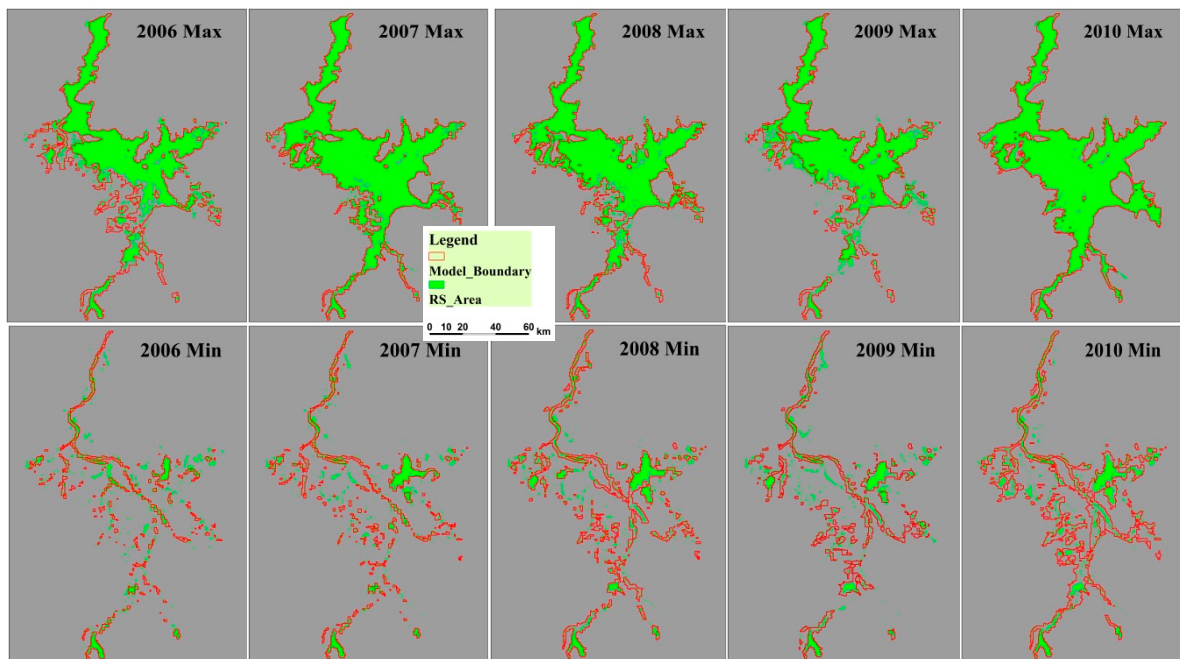 2006 Max
2007 Max
2008 Max
2009 Max
2010 Max
Legend
Model_Boundary
RS_Area
0 10 20 40 60
km
2006 Min
2007 Min
2008 Min
2009 Min
2010 Min